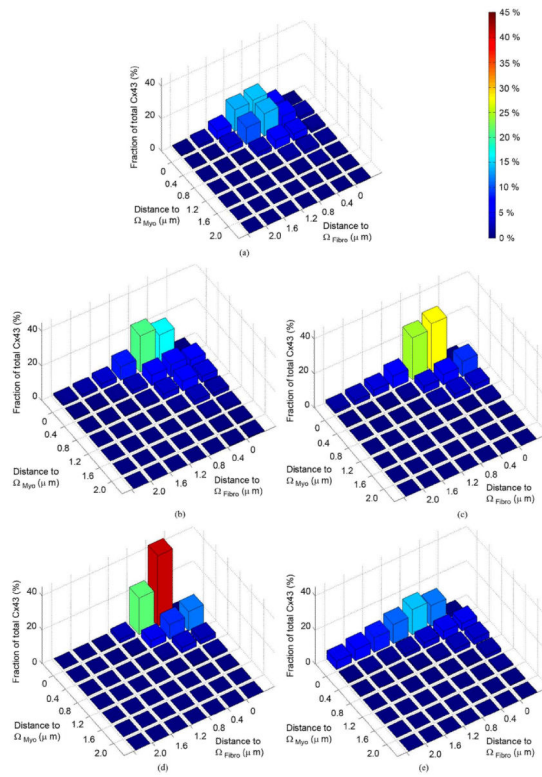 45 %
40 %
35 %
30 %
25 %
20 %
15 %
10 %
5 %
0 %
Fraction of total Cx43 (%)
40
20
0
0
0.4
0.8
1.2
1.6
2.0
Distance to
Ω Myo (μ m)
2.0
1.6
1.2
0.8
0.4
0
Distance to
Ω Fibro (μ m)
(a)
Fraction of total Cx43 (%)
40
20
0
0
0.4
0.8
1.2
1.6
2.0
Distance to
Ω Myo (μ m)
2.0
1.6
1.2
0.8
0.4
0
Distance to
Ω Fibro (μ m)
(b)
Fraction of total Cx43 (%)
40
20
0
0
0.4
0.8
1.2
1.6
2.0
Distance to
Ω Myo (μ m)
2.0
1.6
1.2
0.8
0.4
0
Distance to
Ω Fibro (μ m)
(c)
Fraction of total Cx43 (%)
40
20
0
0
0.4
0.8
1.2
1.6
2.0
Distance to
Ω Myo (μ m)
2.0
1.6
1.2
0.8
0.4
0
Distance to
Ω Fibro (μ m)
(d)
Fraction of total Cx43 (%)
40
20
0
0
0.4
0.8
1.2
1.6
2.0
Distance to
Ω Myo (μ m)
2.0
1.6
1.2
0.8
0.4
0
Distance to
Ω Fibro (μ m)
(e)